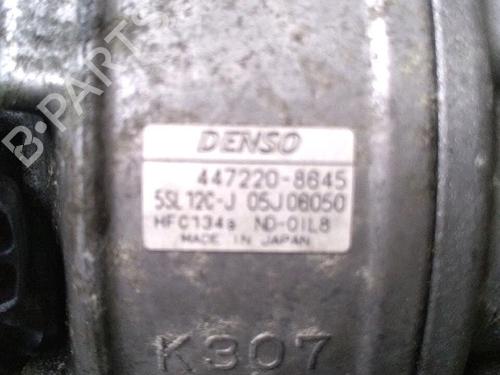 B-PARTS
DENSO
447220-8645
5SL12C-J 05J06050
HFC134a ND-OIL8
MADE IN JAPAN
K307